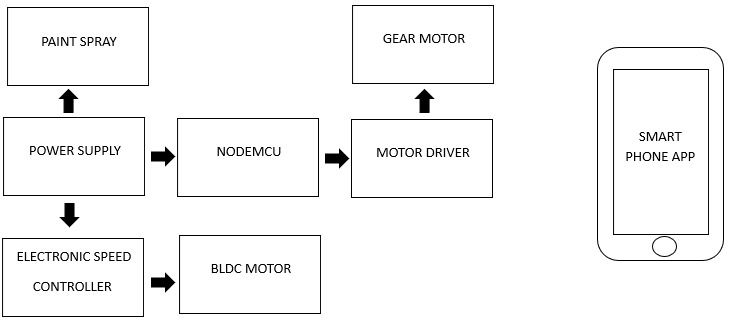 PAINT SPRAY
GEAR MOTOR
POWER SUPPLY
NODEMCU
MOTOR DRIVER
SMART
PHONE APP
ELECTRONIC SPEED
CONTROLLER
BLDC MOTOR